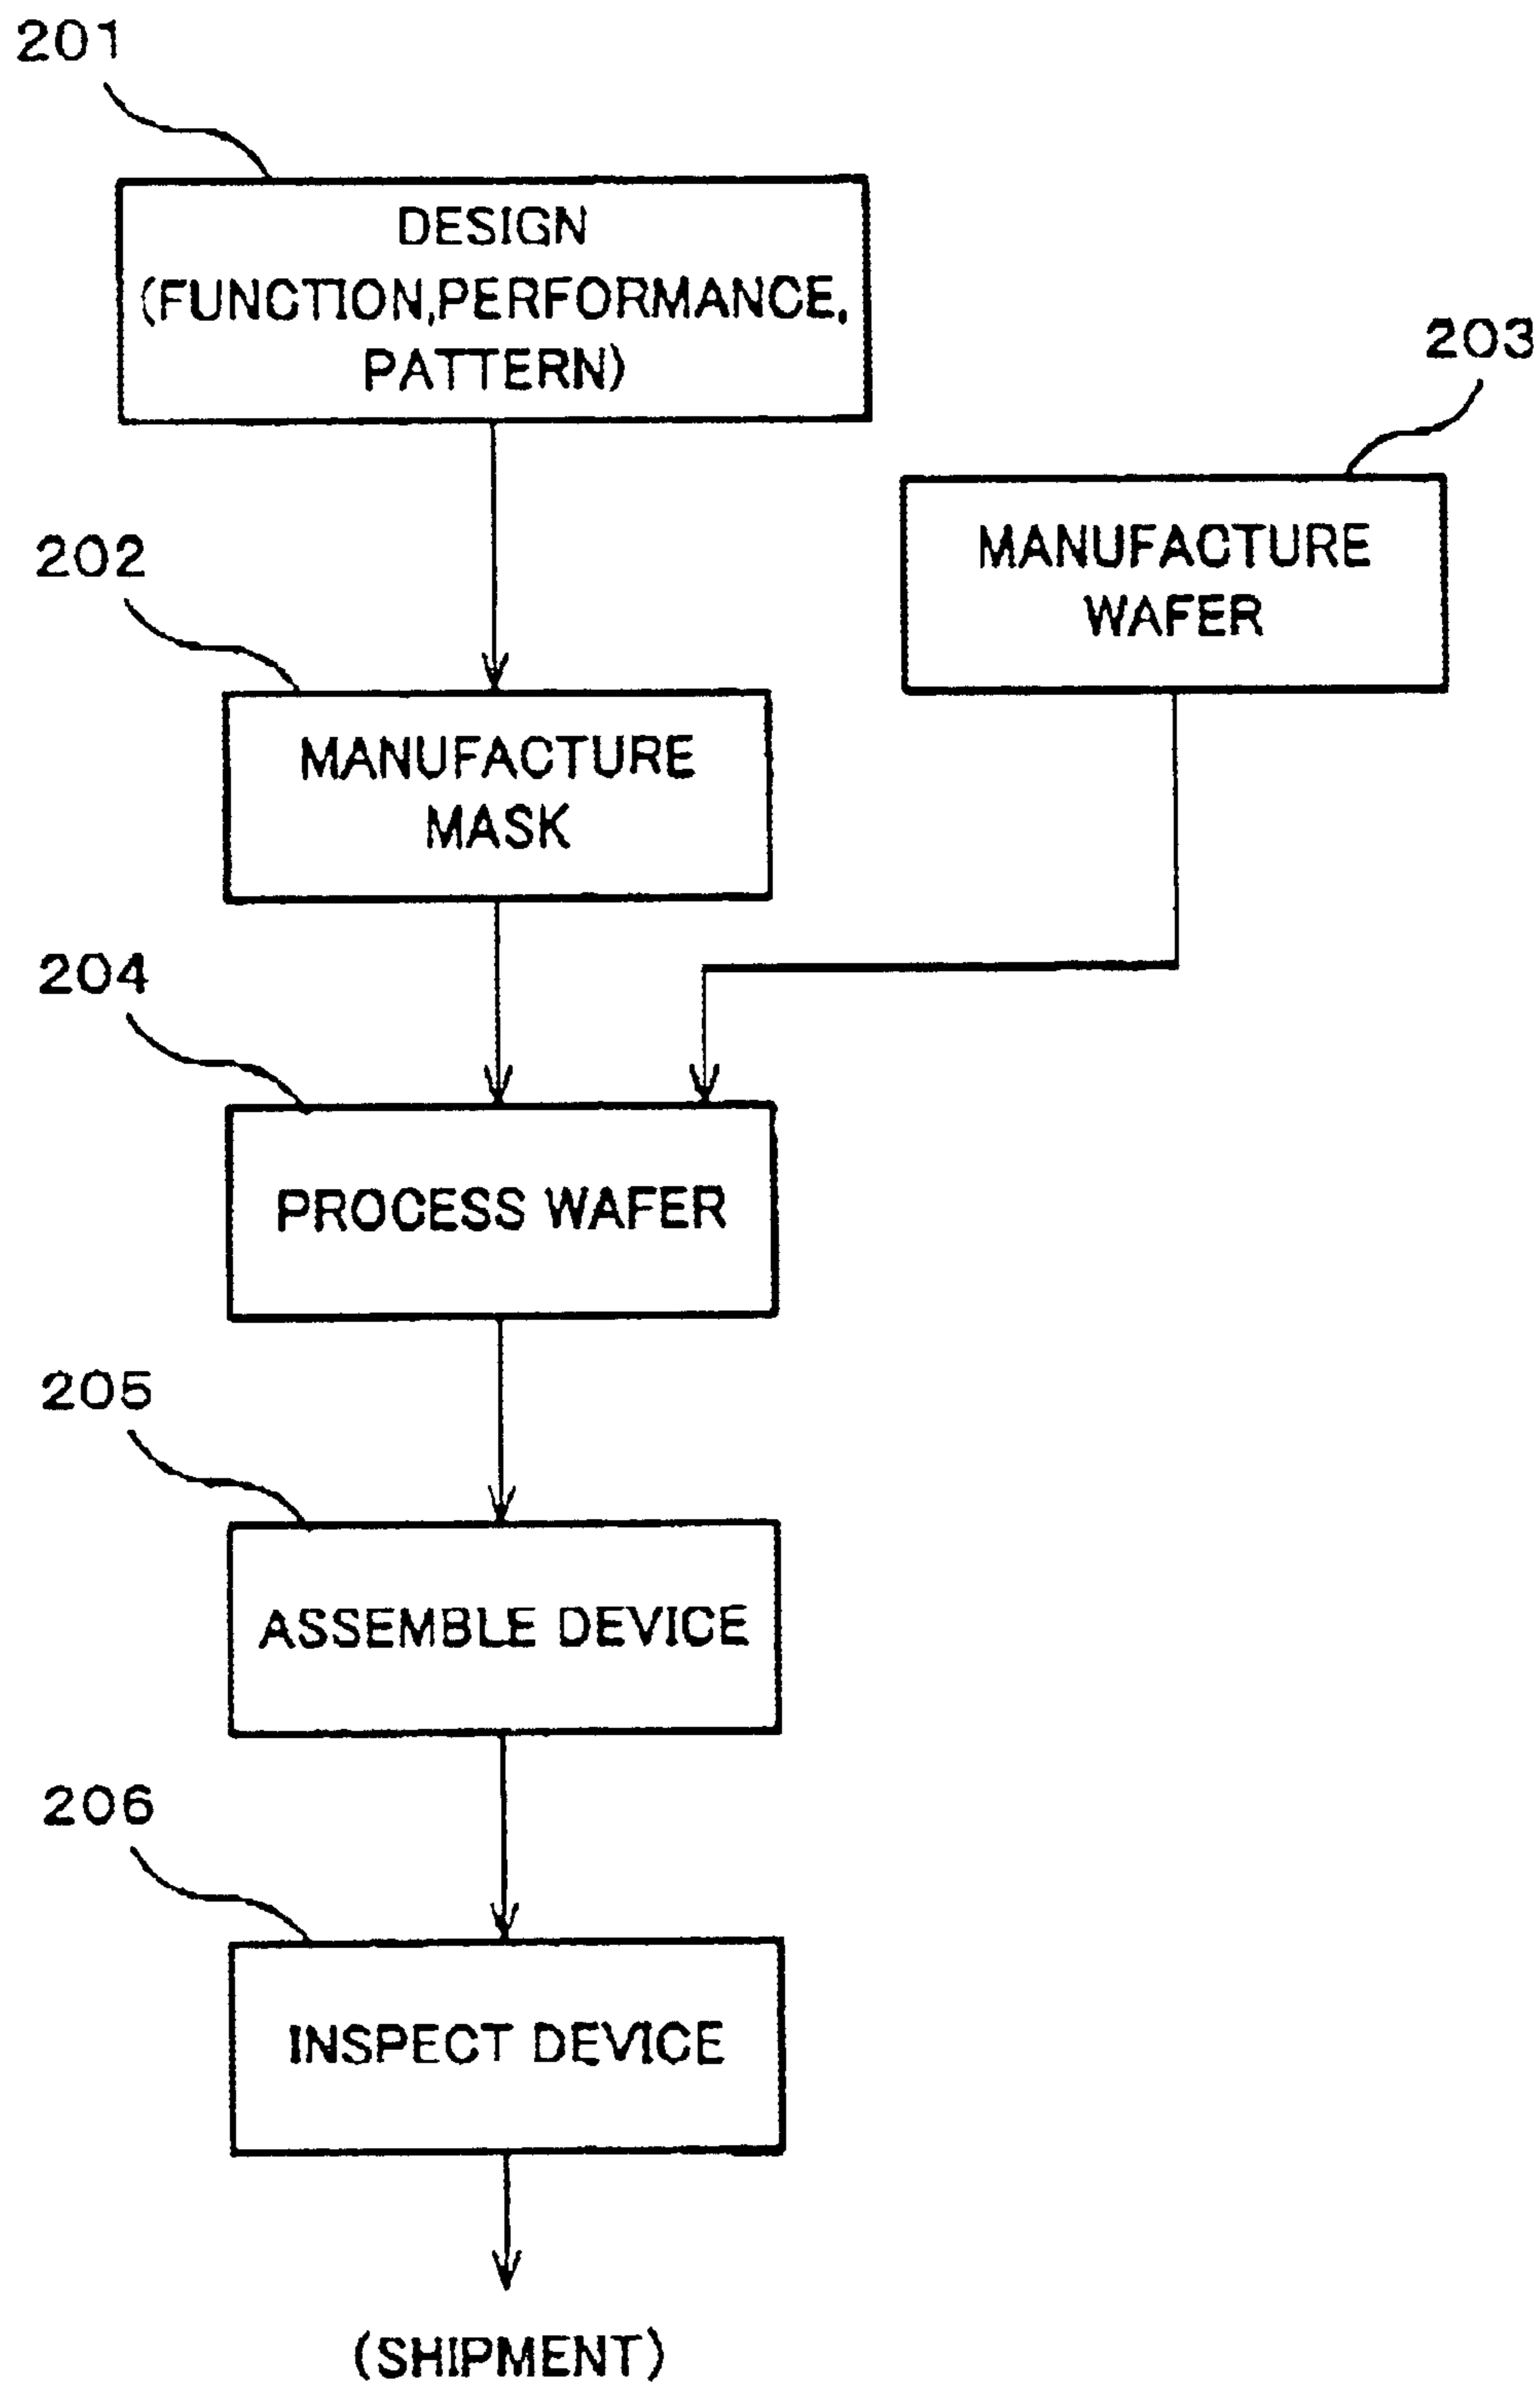 201
DESIGN
(FUNCTION,PERFORMANCE,
PATTERN)
203
MANUFACTURE
WAFER
202
MANUFACTURE
MASK
204
PROCESS WAFER
205
ASSEMBLE DEVICE
206
INSPECT DEVICE
(SHIPMENT)